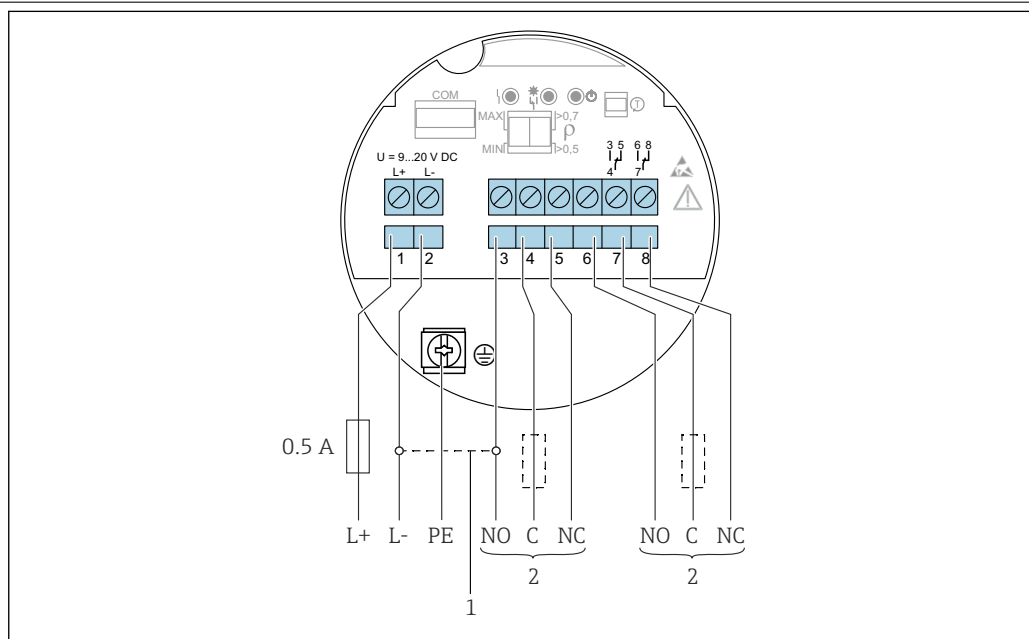 COM
MAX
>0,7
ρ
MIN
>0,5
T
U = 9...20 V DC
L+ L-
3 5 6 8
4 7
1 2 3 4 5 6 7 8
0.5 A
L+ L- PE NO C NC NO C NC
2 2
1